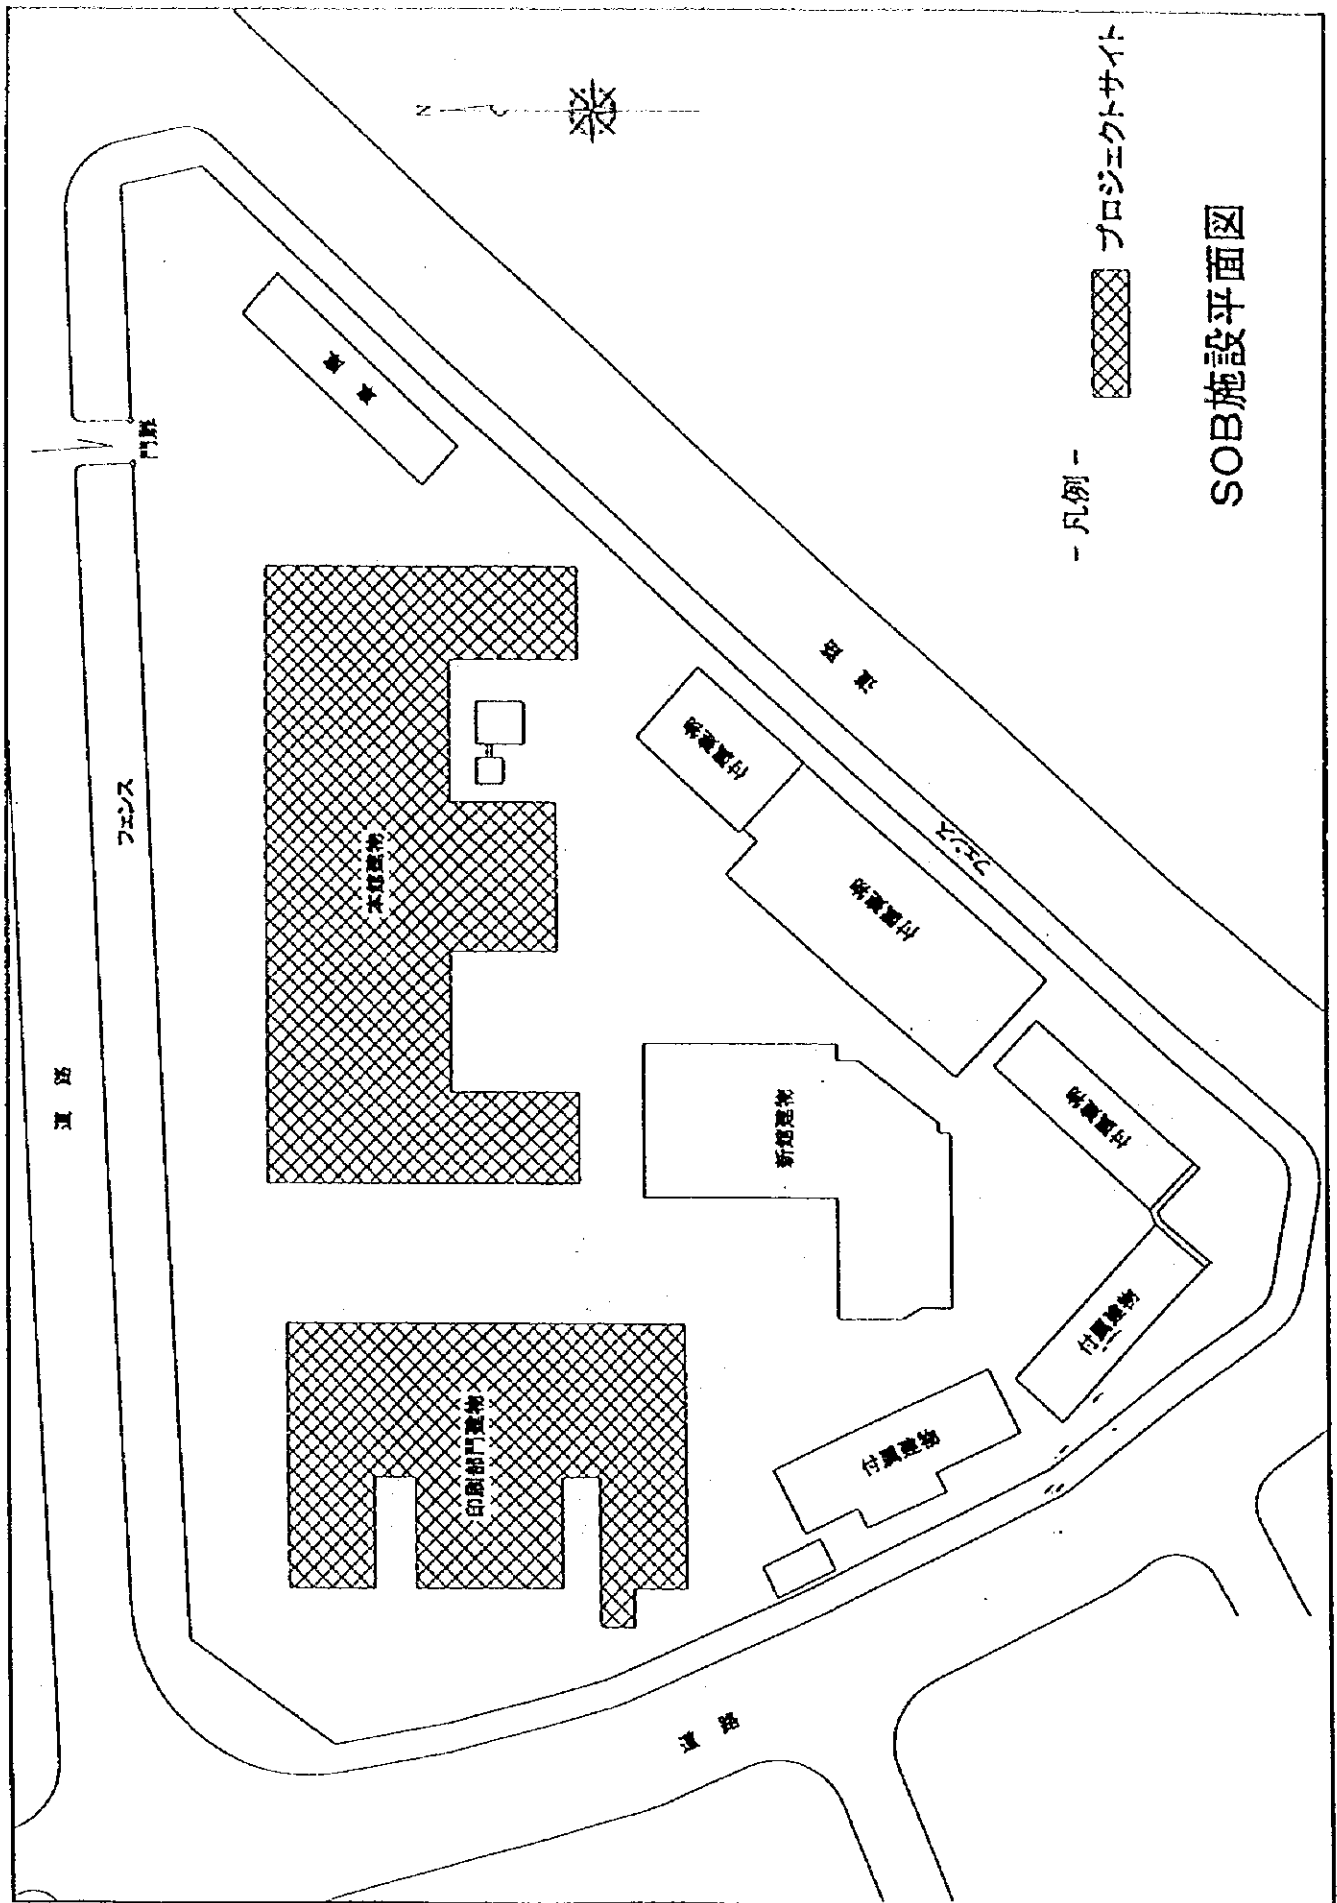 道 路
フェンス
門扉
N
車 庫
本館建物
印刷部門建物
新館建物
付属建物
付属建物
付属建物
付属建物
付属建物
フェンス
道 路
道 路
- 凡例 -
プロジェクトサイト
SOB施設平面図